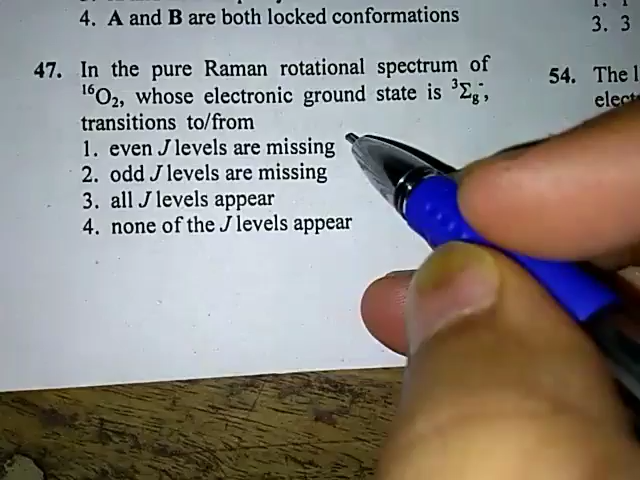 4. A and B are both locked conformations
3. 3
47. In the pure Raman rotational spectrum of
¹⁶O₂, whose electronic ground state is ³Σg⁻,
transitions to/from
1. even J levels are missing
2. odd J levels are missing
3. all J levels appear
4. none of the J levels appear
54. The